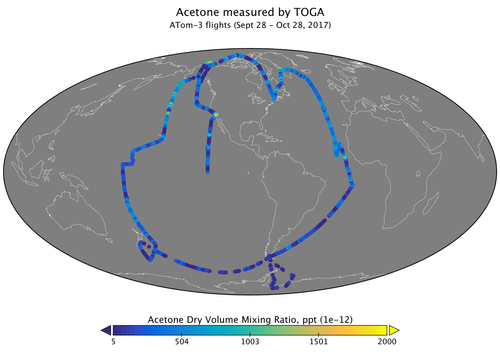 Acetone measured by TOGA
ATom-3 flights (Sept 28 - Oct 28, 2017)
Acetone Dry Volume Mixing Ratio, ppt (1e-12)
5 504 1003 1501 2000